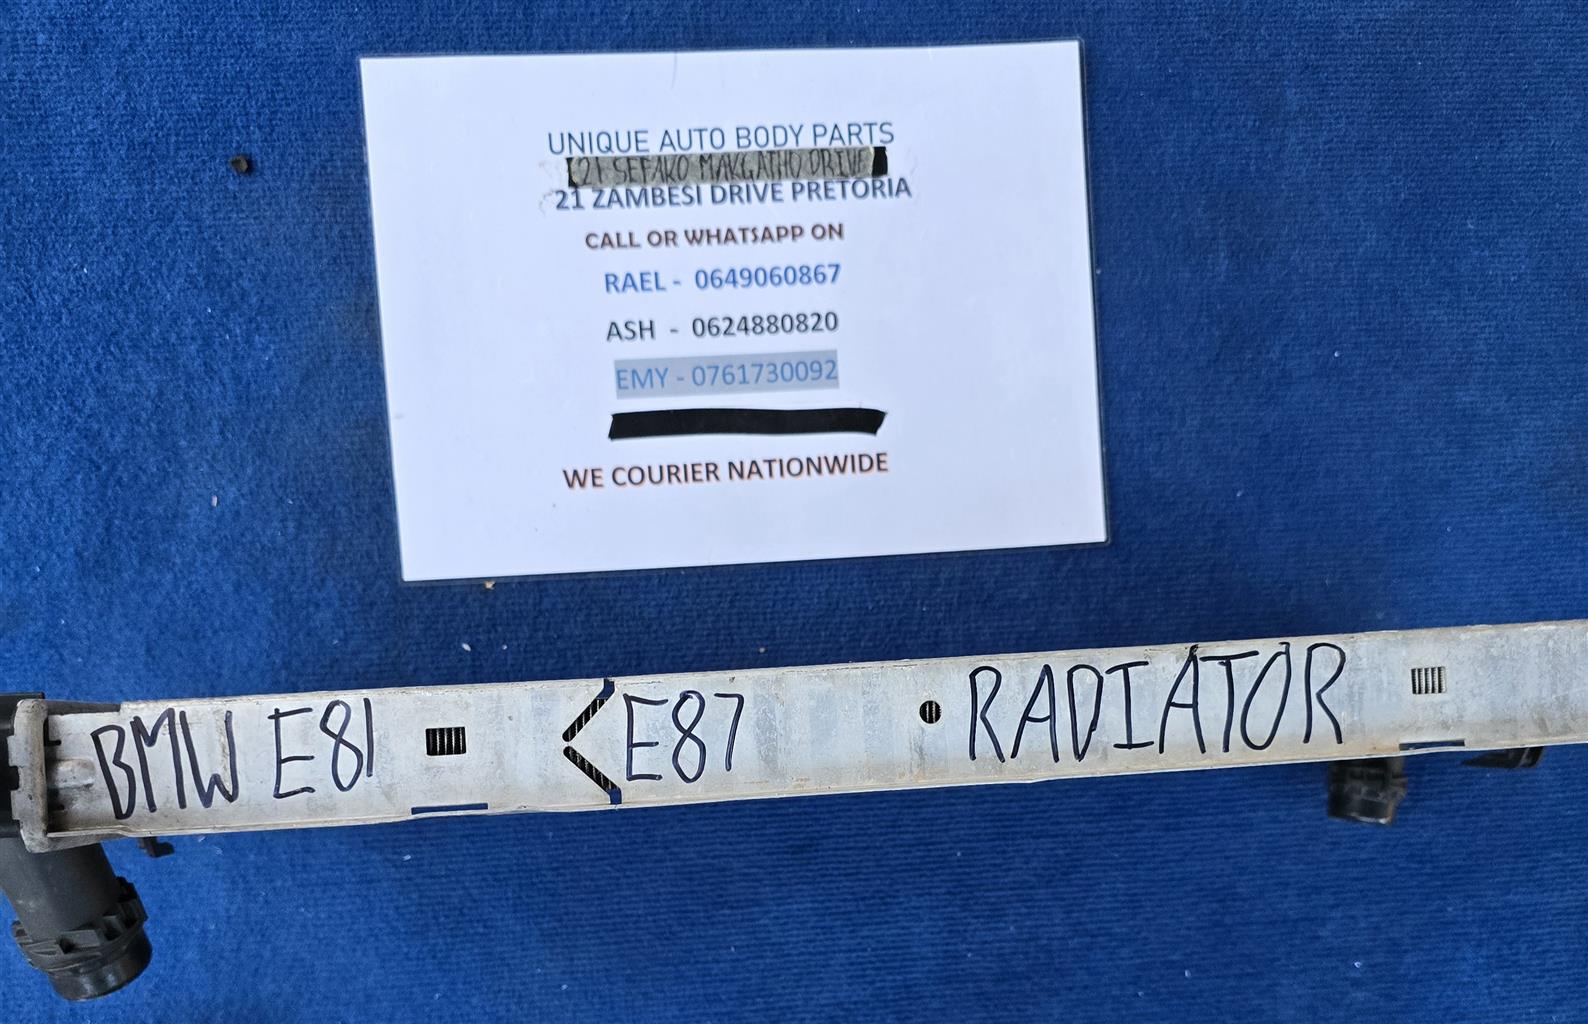 UNIQUE AUTO BODY PARTS
21 SEFAKO MAKGATHO DRIVE
21 ZAMBESI DRIVE PRETORIA
CALL OR WHATSAPP ON
RAEL - 0649060867
ASH - 0624880820
EMY - 0761730092
WE COURIER NATIONWIDE
BMW E81 E87 RADIATOR